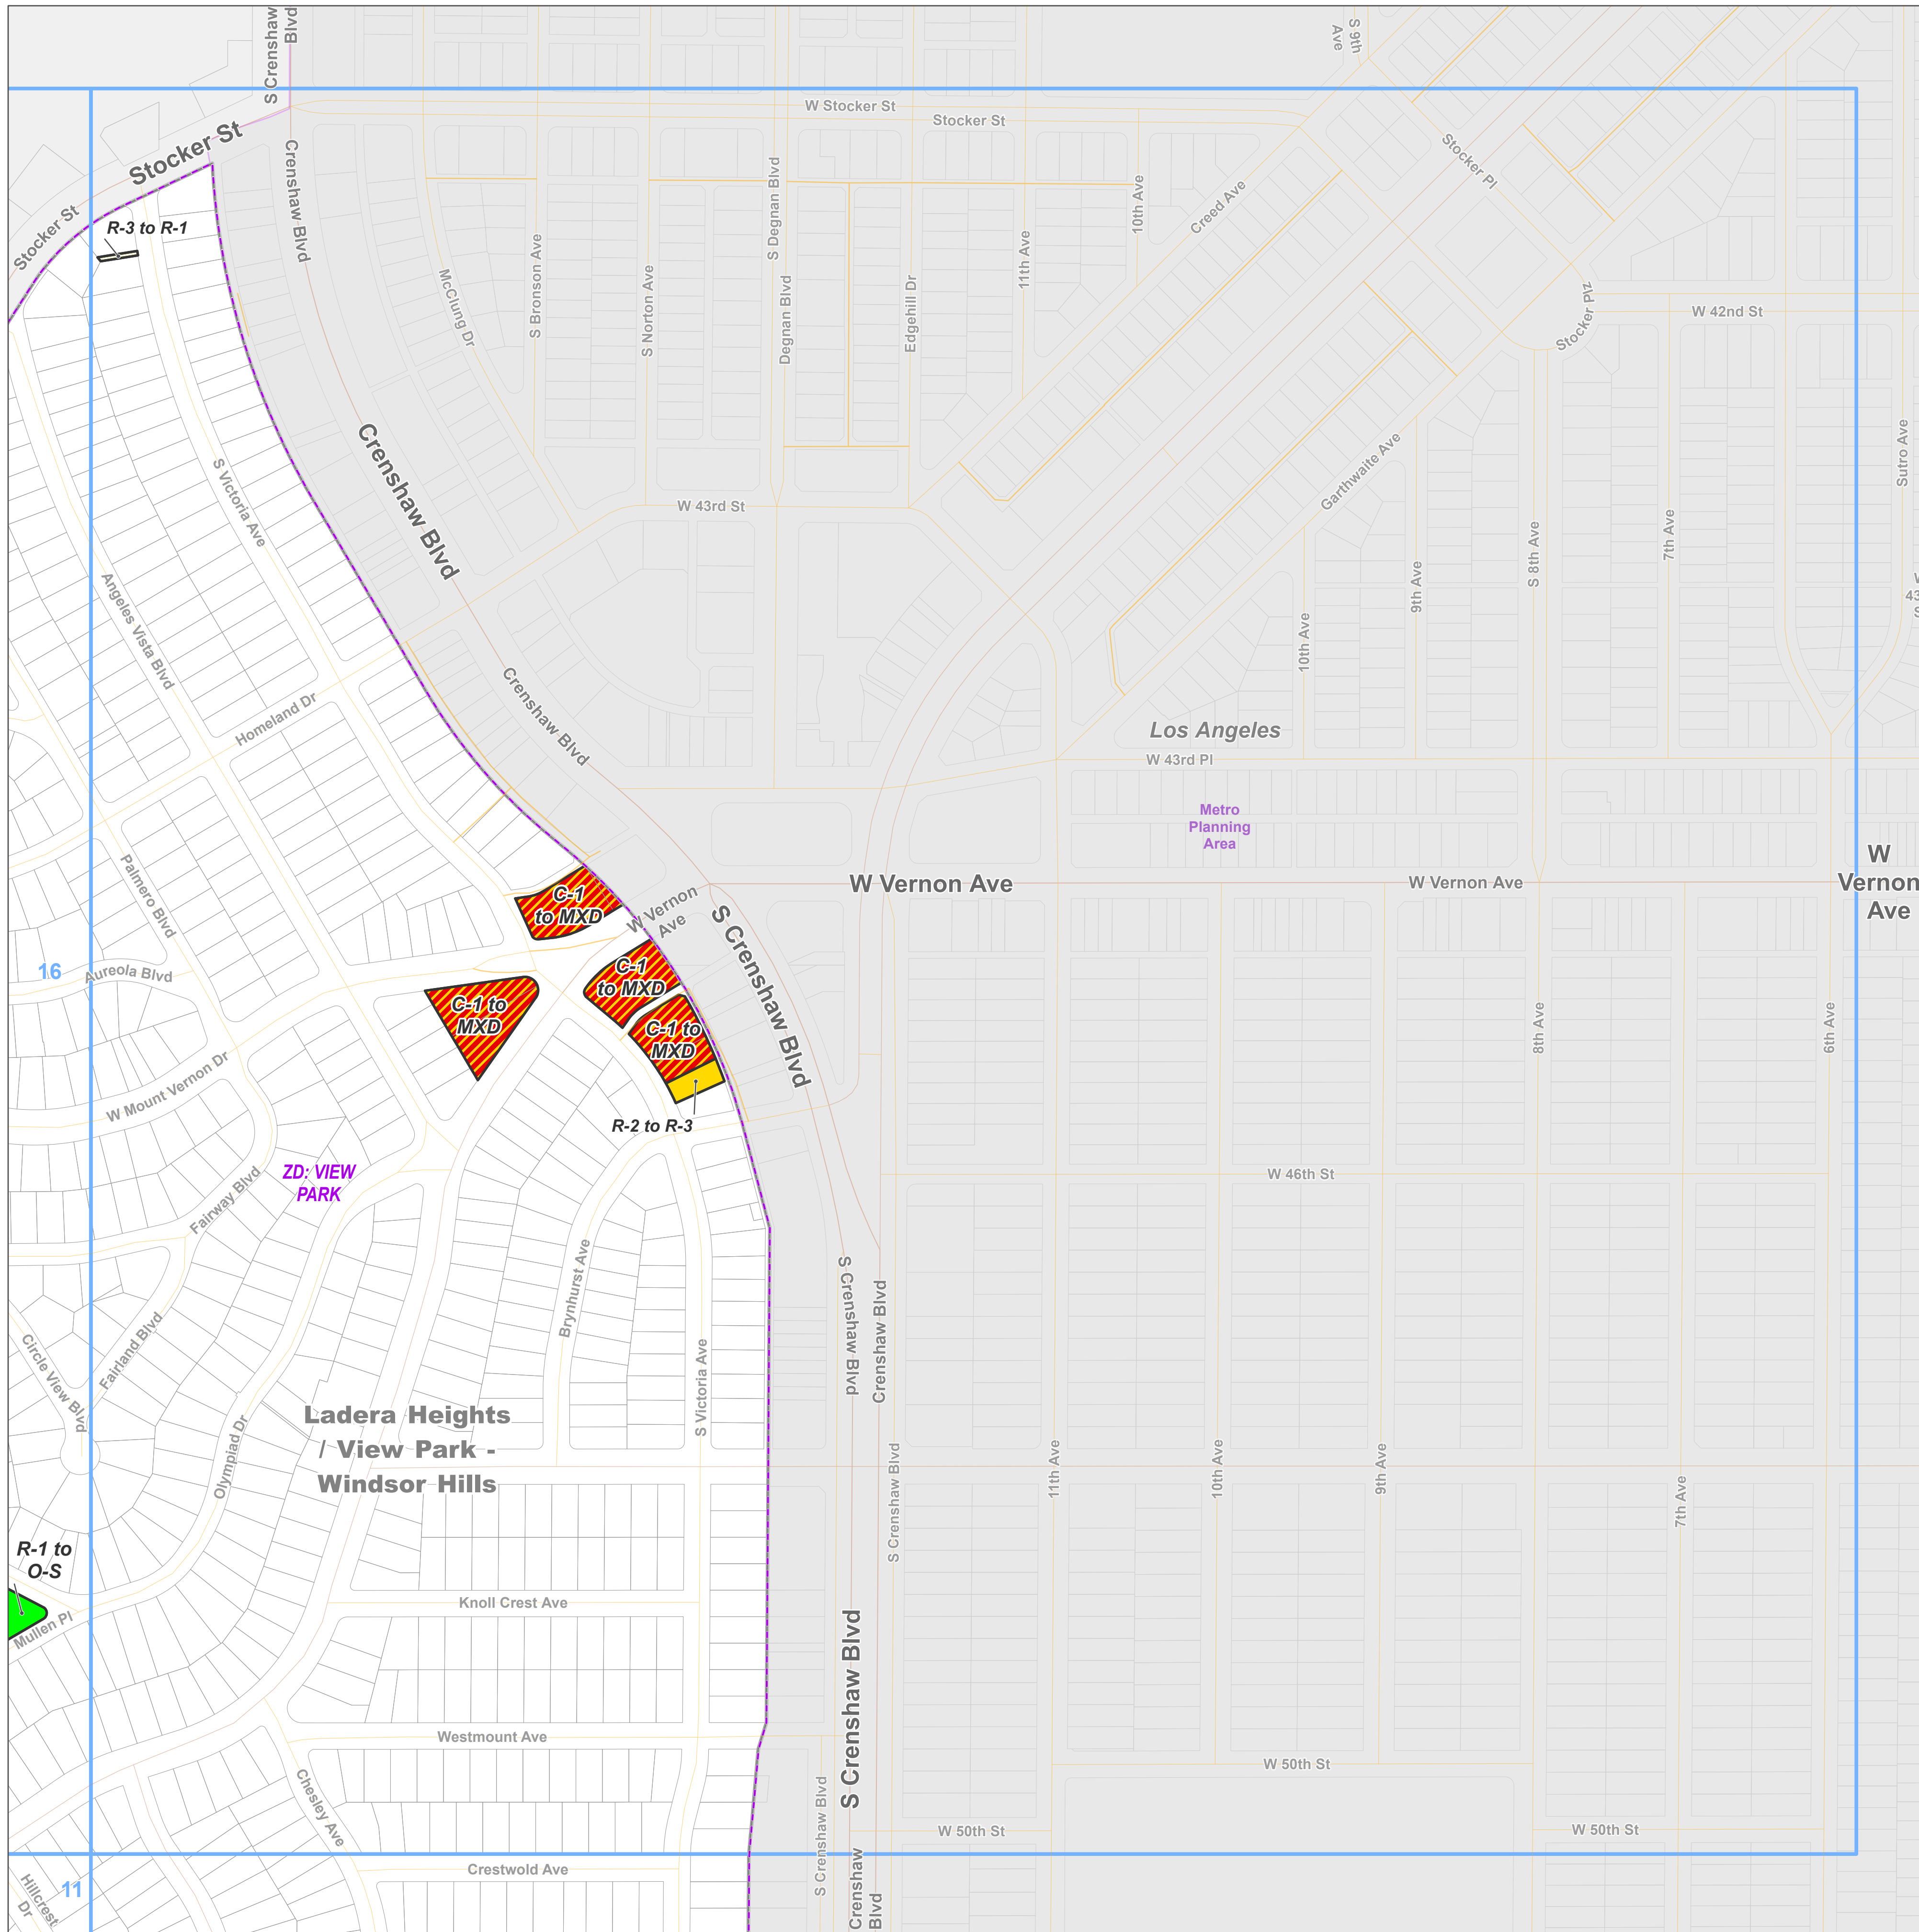 S Crenshaw
Blvd
S 9th
Ave
W Stocker St
Stocker St
Stocker St
Stocker St
Crenshaw Blvd
R-3 to R-1
McClung Dr
S Bronson Ave
S Norton Ave
S Degnan Blvd
Degnan Blvd
Edgehill Dr
11th Ave
10th Ave
Creed Ave
Stocker Pl
Stocker Plz
W 42nd St
Sutro Ave
S Victoria Ave
Crenshaw Blvd
W 43rd St
Garthwaite Ave
10th Ave
9th Ave
S 8th Ave
7th Ave
43
Angeles Vista Blvd
Homeland Dr
Crenshaw Blvd
Los Angeles
W 43rd Pl
Metro
Planning
Area
Palmero Blvd
C-1
to MXD
W Vernon
Ave
W Vernon Ave
W Vernon Ave
W
Vernon
Ave
S Crenshaw Blvd
16
Aureola Blvd
C-1
to MXD
C-1 to
MXD
C-1 to
MXD
8th Ave
6th Ave
W Mount Vernon Dr
R-2 to R-3
ZD: VIEW
PARK
Fairway Blvd
W 46th St
Brynhurst Ave
S Crenshaw Blvd
Crenshaw Blvd
Circle View Blvd
Fairland Blvd
S Victoria Ave
Ladera Heights
/ View Park -
Windsor Hills
Olympiad Dr
S Crenshaw Blvd
11th Ave
10th Ave
9th Ave
7th Ave
R-1 to
O-S
Mullen Pl
Knoll Crest Ave
S Crenshaw Blvd
Westmount Ave
W 50th St
Chesley Ave
S Crenshaw Blvd
W 50th St
W 50th St
Crestwold Ave
11
Hillcrest
Dr
Crenshaw
Blvd